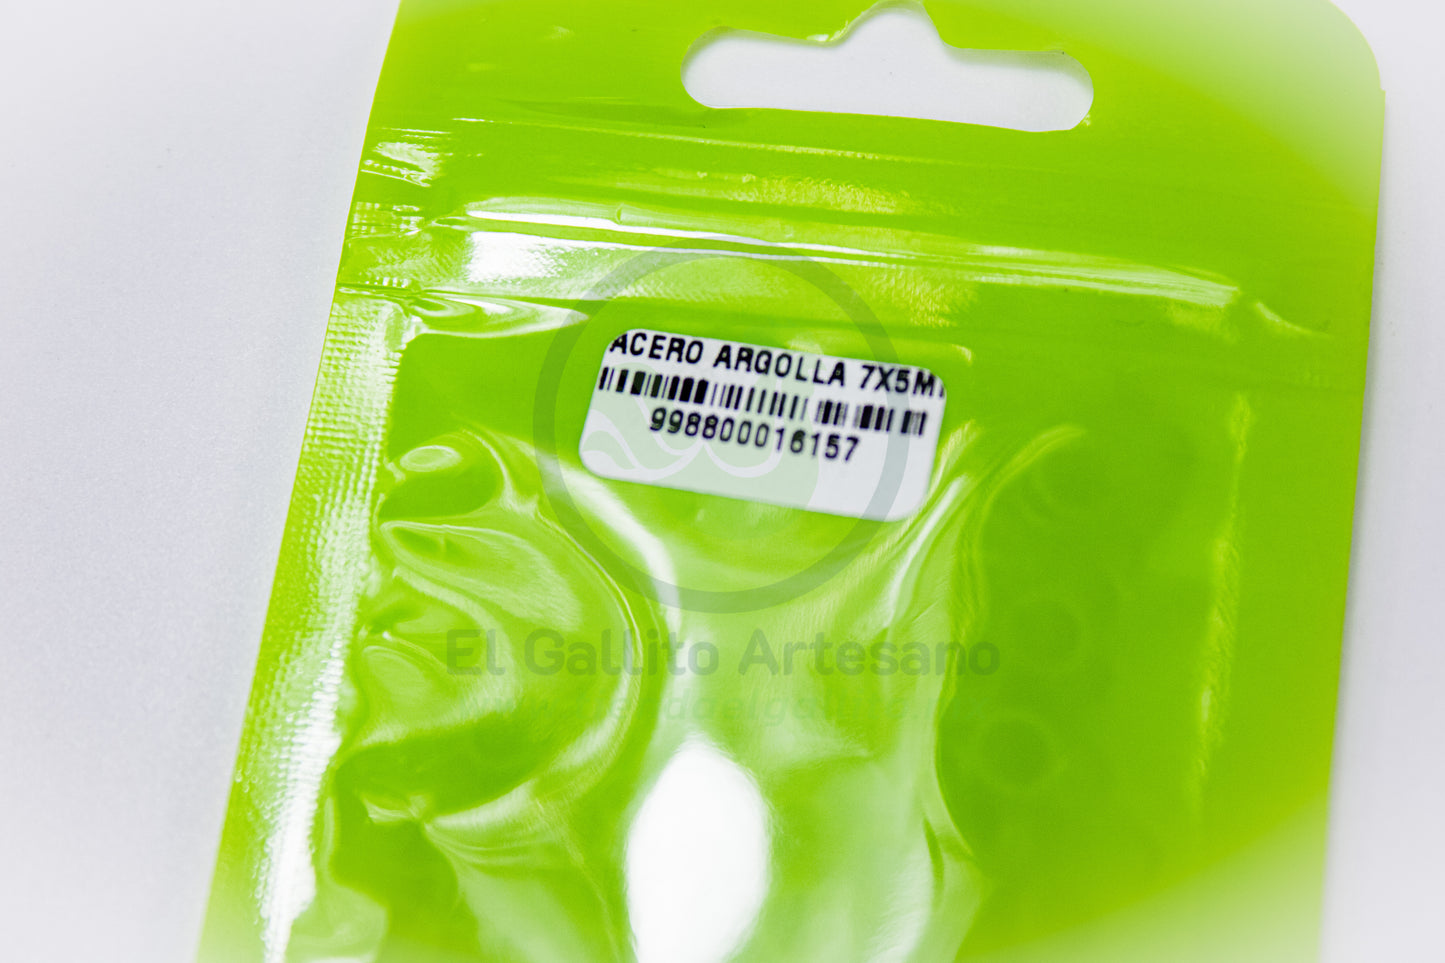 ACERO ARGOLLA 7X5M
998800016157
El Gallito Artesano